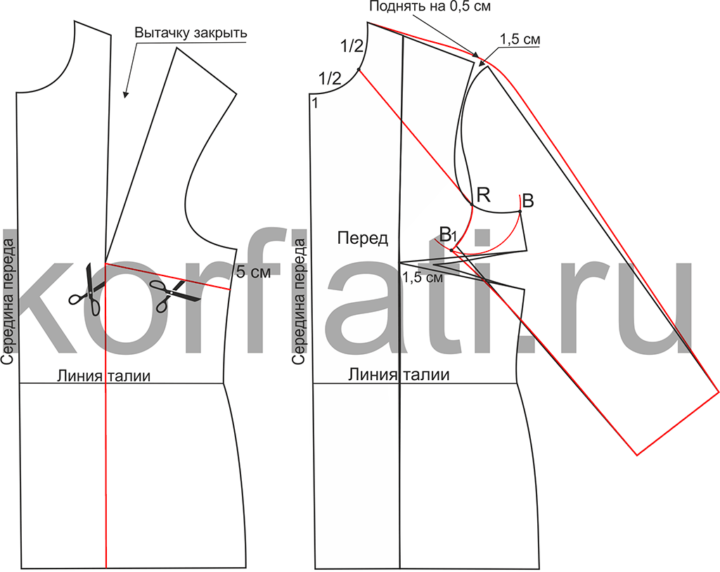 Вытачку закрыть
Середина переда
5 см
Линия талии
Поднять на 0,5 см
1,5 см
1/2
1/2
1
R
B
B1
Перед
1,5 см
Середина переда
Линия талии
korfiati.ru